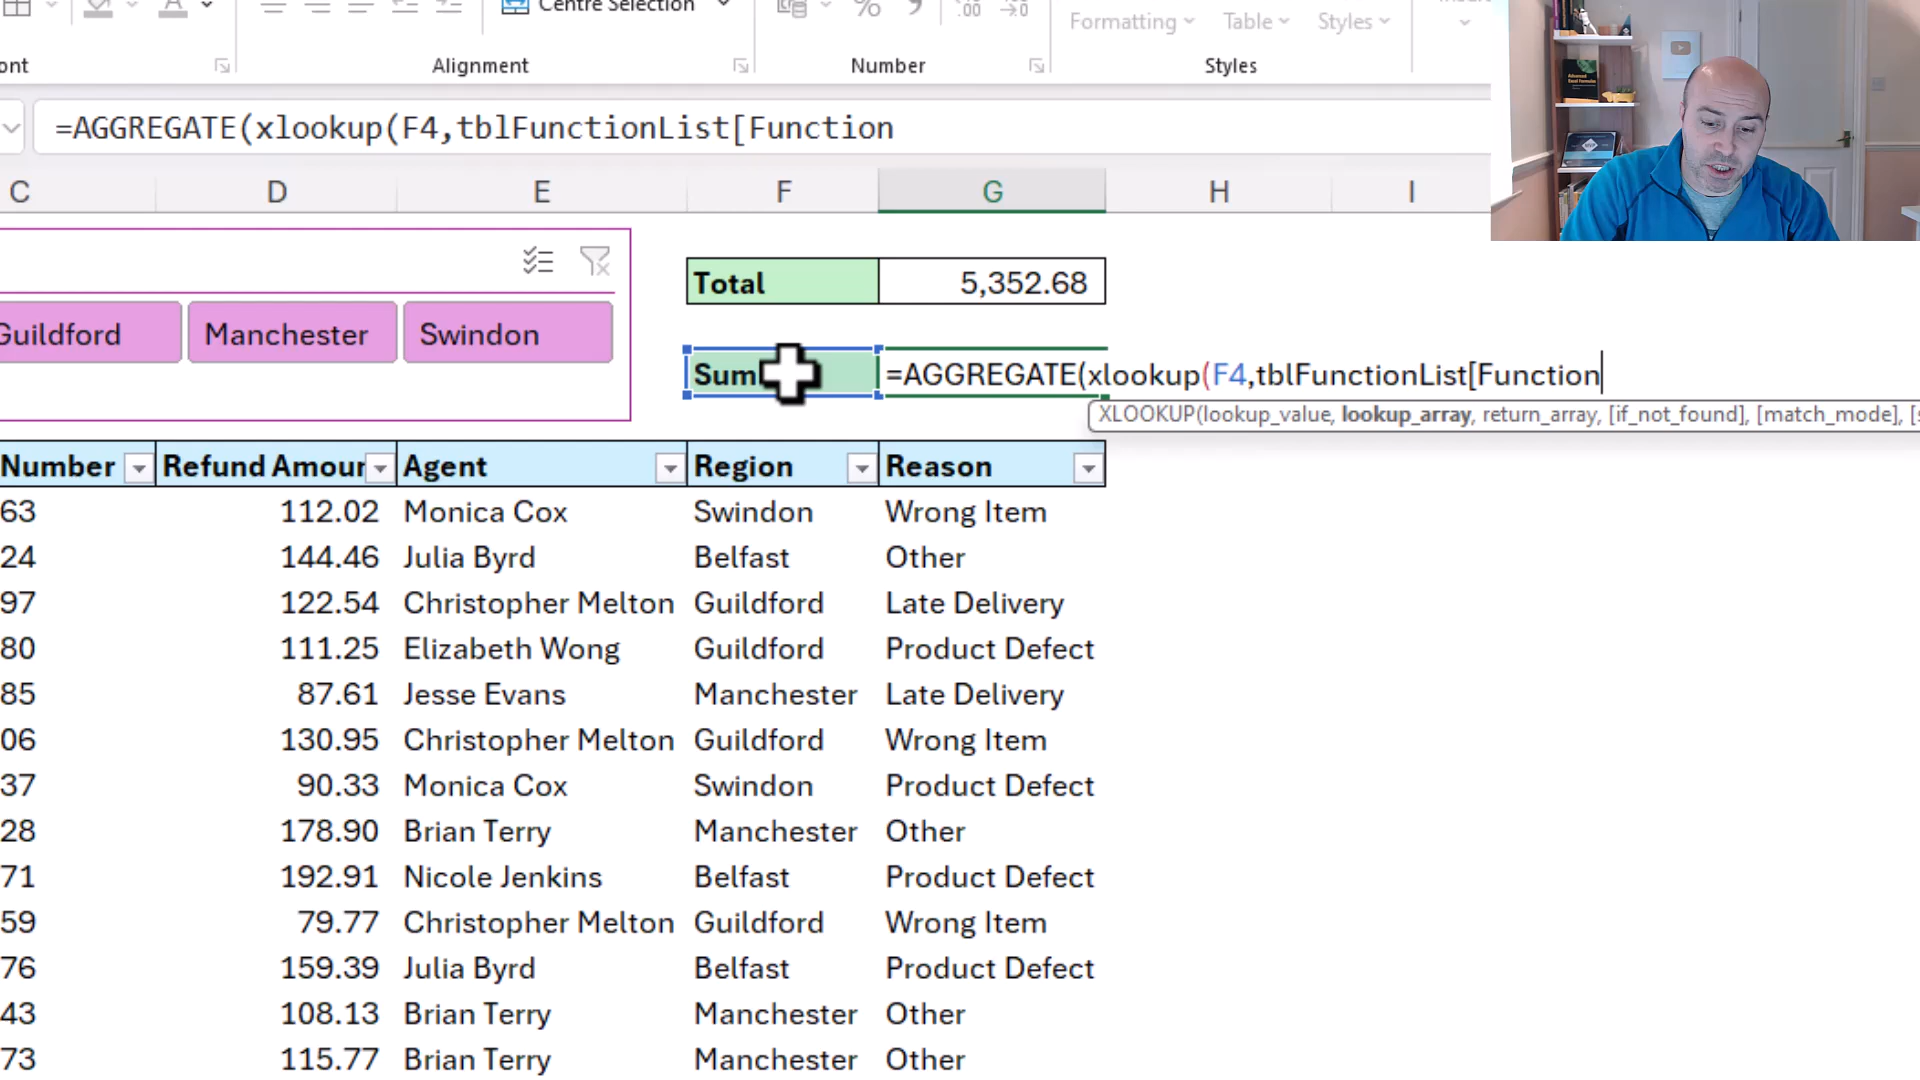 Centre Selection
Formatting Table Styles
ont Alignment Number Styles
=AGGREGATE(xlookup(F4,tblFunctionList[Function
C D E F G H I
Total 5,352.68
Guildford Manchester Swindon
Sum =AGGREGATE(xlookup(F4,tblFunctionList[Function
XLOOKUP(lookup_value, lookup_array, return_array, [if_not_found], [match_mode], [s
Number Refund Amour Agent Region Reason
63 112.02 Monica Cox Swindon Wrong Item
24 144.46 Julia Byrd Belfast Other
97 122.54 Christopher Melton Guildford Late Delivery
80 111.25 Elizabeth Wong Guildford Product Defect
85 87.61 Jesse Evans Manchester Late Delivery
06 130.95 Christopher Melton Guildford Wrong Item
37 90.33 Monica Cox Swindon Product Defect
28 178.90 Brian Terry Manchester Other
71 192.91 Nicole Jenkins Belfast Product Defect
59 79.77 Christopher Melton Guildford Wrong Item
76 159.39 Julia Byrd Belfast Product Defect
43 108.13 Brian Terry Manchester Other
73 115.77 Brian Terry Manchester Other